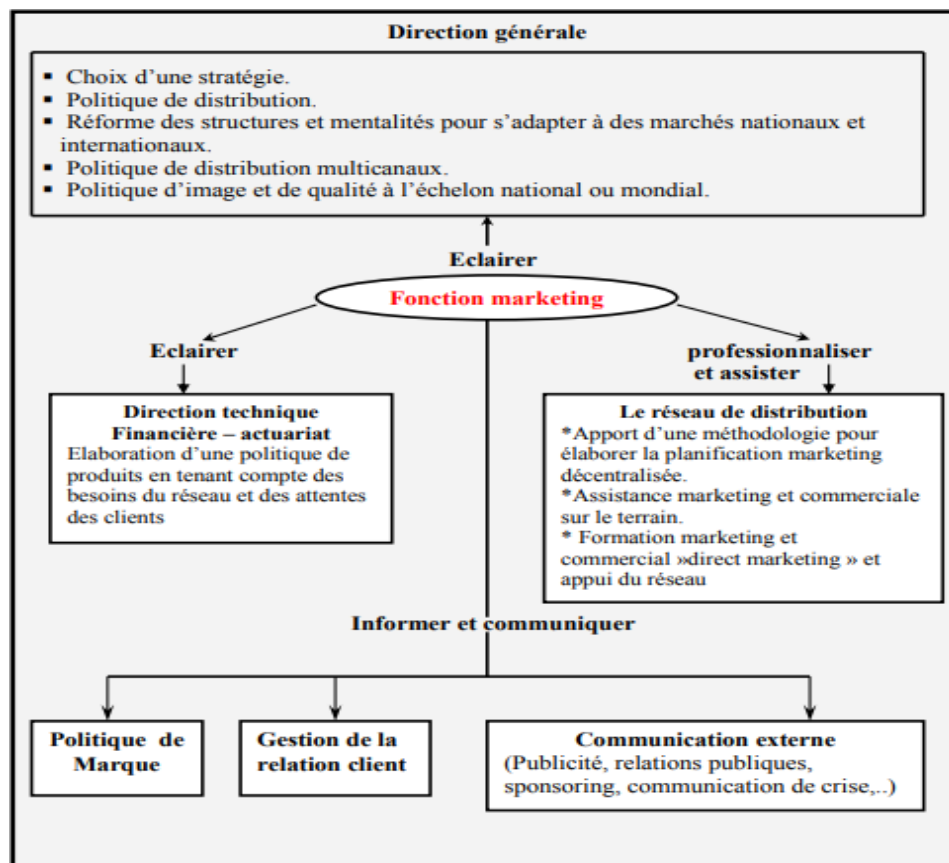 Direction générale
▪ Choix d’une stratégie.
▪ Politique de distribution.
▪ Réforme des structures et mentalités pour s’adapter à des marchés nationaux et
internationaux.
▪ Politique de distribution multicanaux.
▪ Politique d’image et de qualité à l’échelon national ou mondial.
Eclairer
Fonction marketing
Eclairer
professionnaliser
et assister
Direction technique
Financière – actuariat
Elaboration d’une politique de
produits en tenant compte des
besoins du réseau et des attentes
des clients
Le réseau de distribution
*Apport d’une méthodologie pour
élaborer la planification marketing
décentralisée.
*Assistance marketing et commerciale
sur le terrain.
* Formation marketing et
commercial »direct marketing » et
appui du réseau
Informer et communiquer
Politique de
Marque
Gestion de la
relation client
Communication externe
(Publicité, relations publiques,
sponsoring, communication de crise,..)